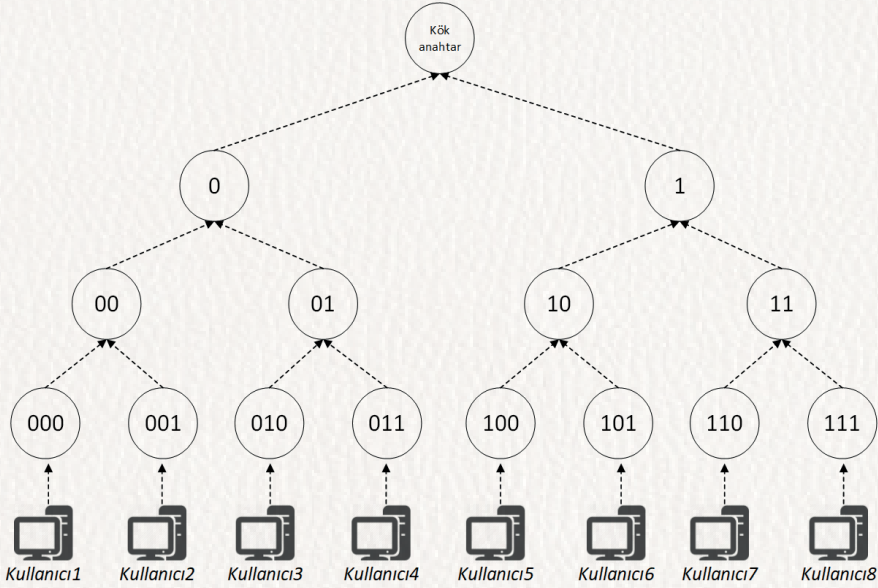 Kök
anahtar
0
1
00
01
10
11
000
001
010
011
100
101
110
111
Kullanıcı1
Kullanıcı2
Kullanıcı3
Kullanıcı4
Kullanıcı5
Kullanıcı6
Kullanıcı7
Kullanıcı8